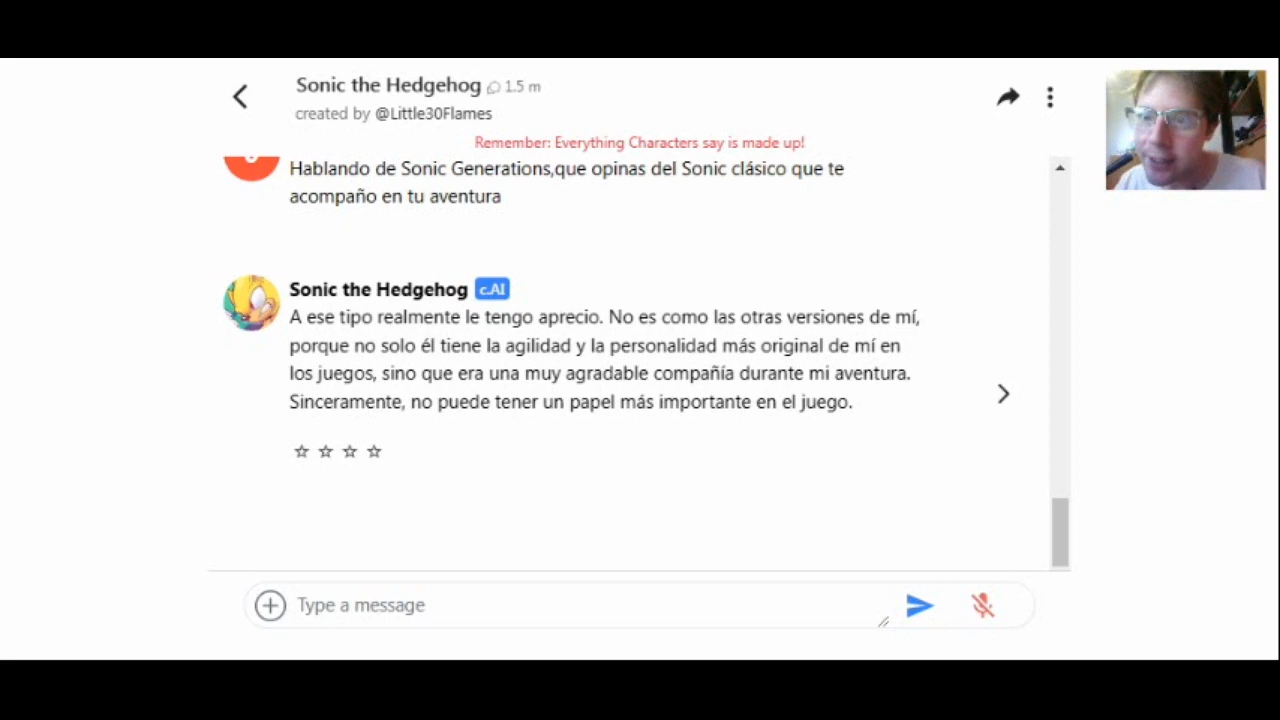 Sonic the Hedgehog 1.5 m
created by @Little30Flames
Remember: Everything Characters say is made up!
Hablando de Sonic Generations,que opinas del Sonic clásico que te
acompaño en tu aventura
Sonic the Hedgehog c.AI
A ese tipo realmente le tengo aprecio. No es como las otras versiones de mí,
porque no solo él tiene la agilidad y la personalidad más original de mí en
los juegos, sino que era una muy agradable compañía durante mi aventura.
Sinceramente, no puede tener un papel más importante en el juego.
Type a message